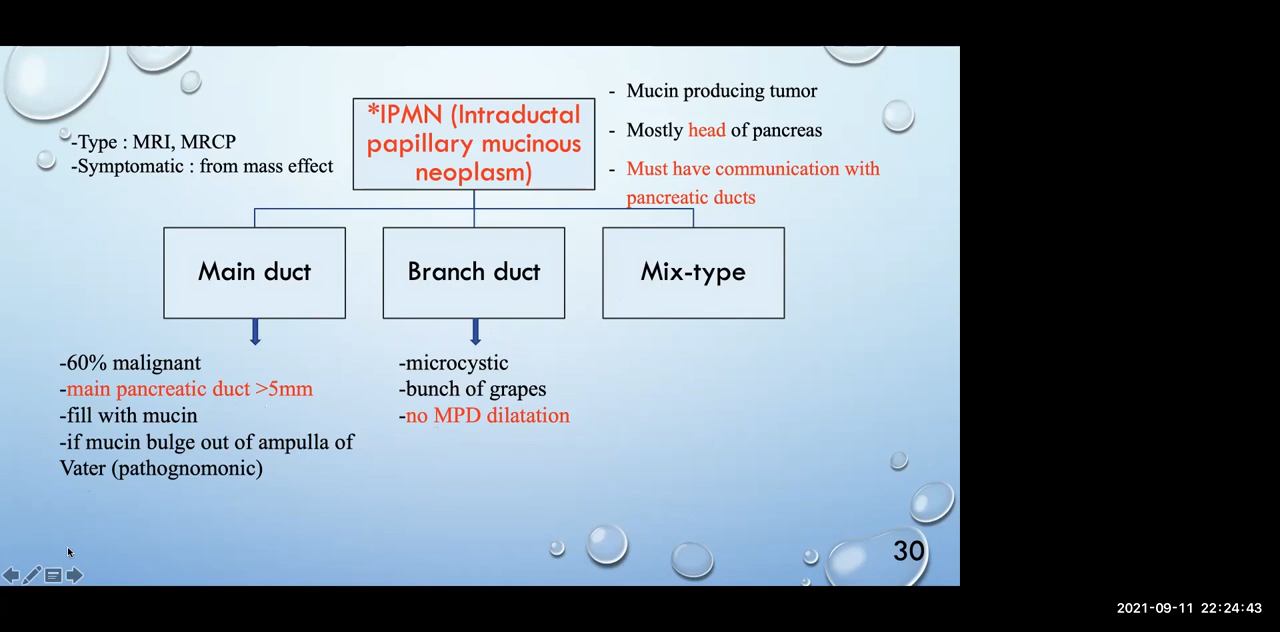 -Type : MRI, MRCP
-Symptomatic : from mass effect
*IPMN (Intraductal
papillary mucinous
neoplasm)
- Mucin producing tumor
- Mostly head of pancreas
- Must have communication with
pancreatic ducts
Main duct
Branch duct
Mix-type
-60% malignant
-main pancreatic duct >5mm
-fill with mucin
-if mucin bulge out of ampulla of
Vater (pathognomonic)
-microcystic
-bunch of grapes
-no MPD dilatation
30
2021-09-11 22:24:43